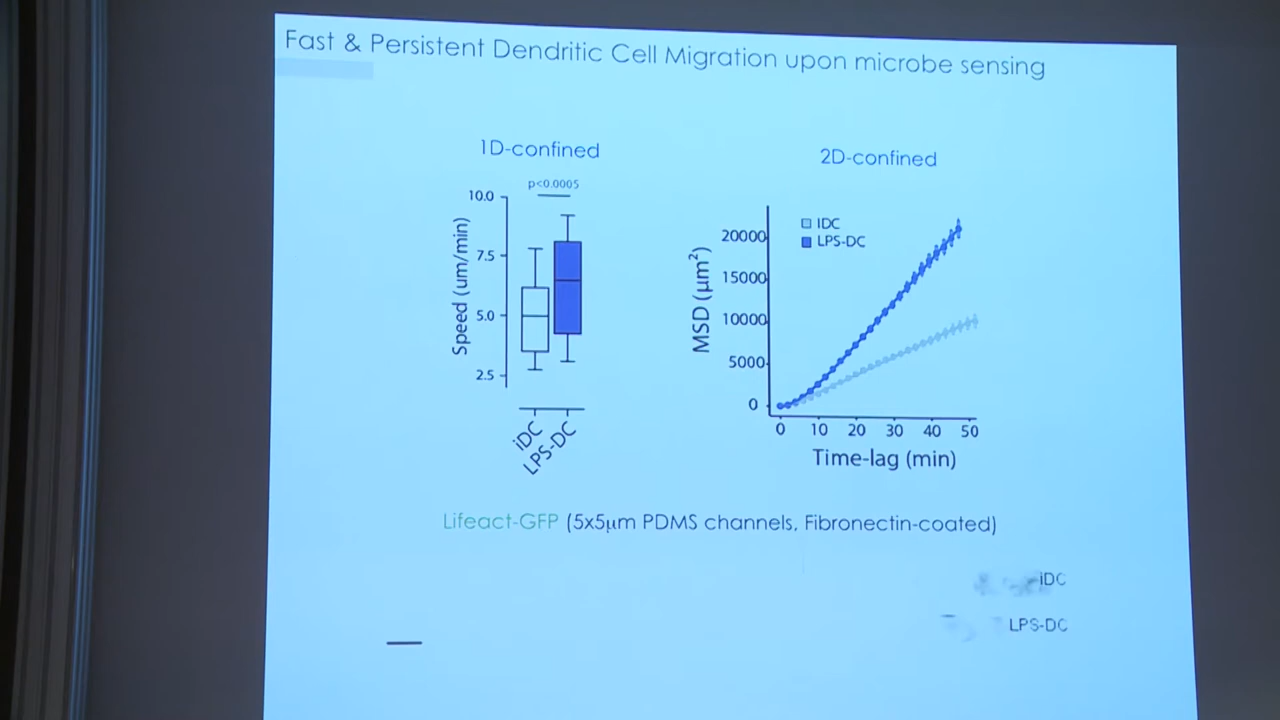 Fast & Persistent Dendritic Cell Migration upon microbe sensing
1D-confined
p<0.0005
10.0
7.5
5.0
2.5
Speed (um/min)
iDC
LPS-DC
2D-confined
IDC
LPS-DC
20000
15000
10000
5000
0
MSD (µm²)
0 10 20 30 40 50
Time-lag (min)
Lifeact-GFP (5x5µm PDMS channels, Fibronectin-coated)
iDC
LPS-DC